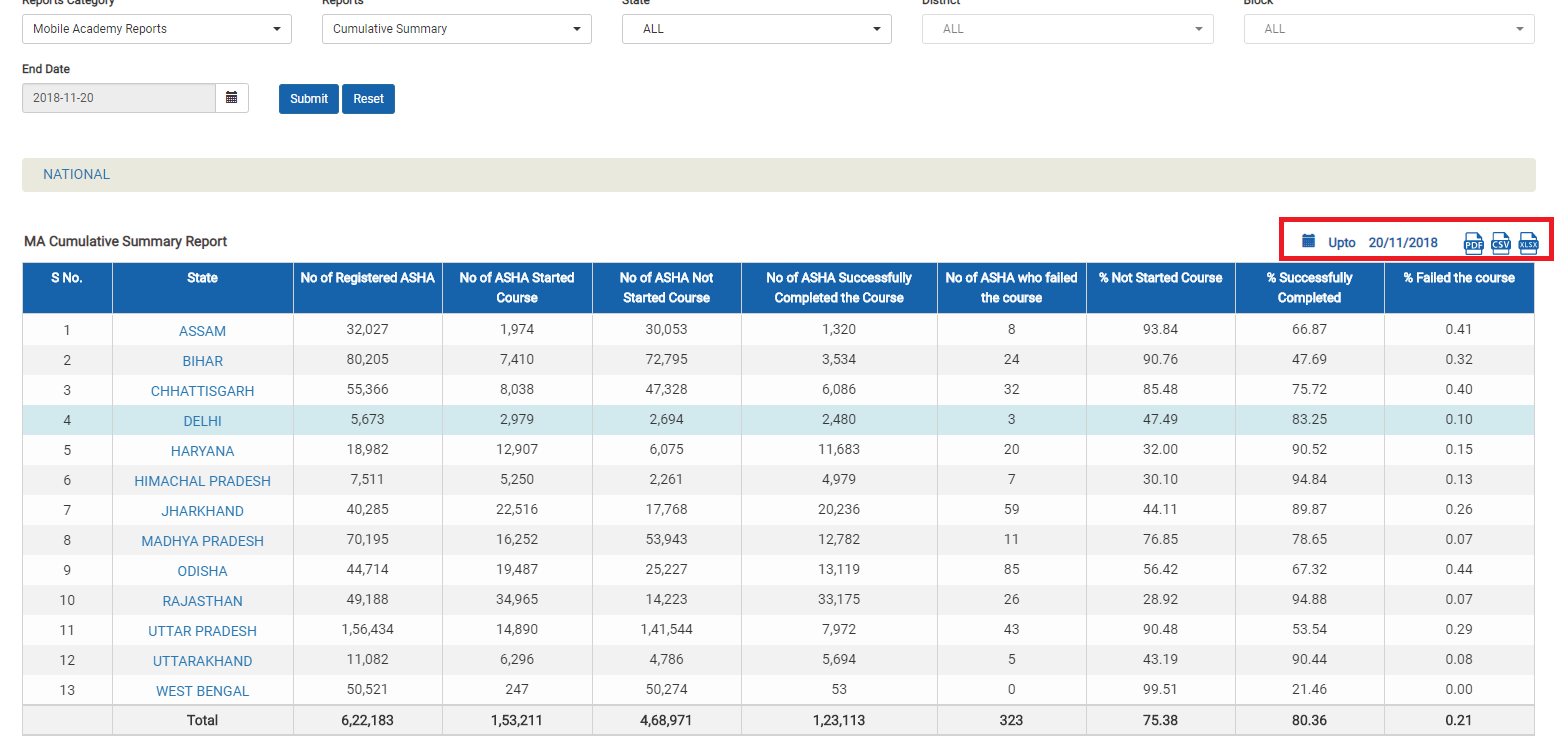 Reports Category Reports State District Block
Mobile Academy Reports Cumulative Summary ALL ALL ALL
End Date
2018-11-20 Submit Reset
NATIONAL
MA Cumulative Summary Report Upto 20/11/2018 PDF CSV XLSX
S No. State No of Registered ASHA No of ASHA Started Course No of ASHA Not Started Course No of ASHA Successfully Completed the Course No of ASHA who failed the course % Not Started Course % Successfully Completed % Failed the course
1 ASSAM 32,027 1,974 30,053 1,320 8 93.84 66.87 0.41
2 BIHAR 80,205 7,410 72,795 3,534 24 90.76 47.69 0.32
3 CHHATTISGARH 55,366 8,038 47,328 6,086 32 85.48 75.72 0.40
4 DELHI 5,673 2,979 2,694 2,480 3 47.49 83.25 0.10
5 HARYANA 18,982 12,907 6,075 11,683 20 32.00 90.52 0.15
6 HIMACHAL PRADESH 7,511 5,250 2,261 4,979 7 30.10 94.84 0.13
7 JHARKHAND 40,285 22,516 17,768 20,236 59 44.11 89.87 0.26
8 MADHYA PRADESH 70,195 16,252 53,943 12,782 11 76.85 78.65 0.07
9 ODISHA 44,714 19,487 25,227 13,119 85 56.42 67.32 0.44
10 RAJASTHAN 49,188 34,965 14,223 33,175 26 28.92 94.88 0.07
11 UTTAR PRADESH 1,56,434 14,890 1,41,544 7,972 43 90.48 53.54 0.29
12 UTTARAKHAND 11,082 6,296 4,786 5,694 5 43.19 90.44 0.08
13 WEST BENGAL 50,521 247 50,274 53 0 99.51 21.46 0.00
Total 6,22,183 1,53,211 4,68,971 1,23,113 323 75.38 80.36 0.21